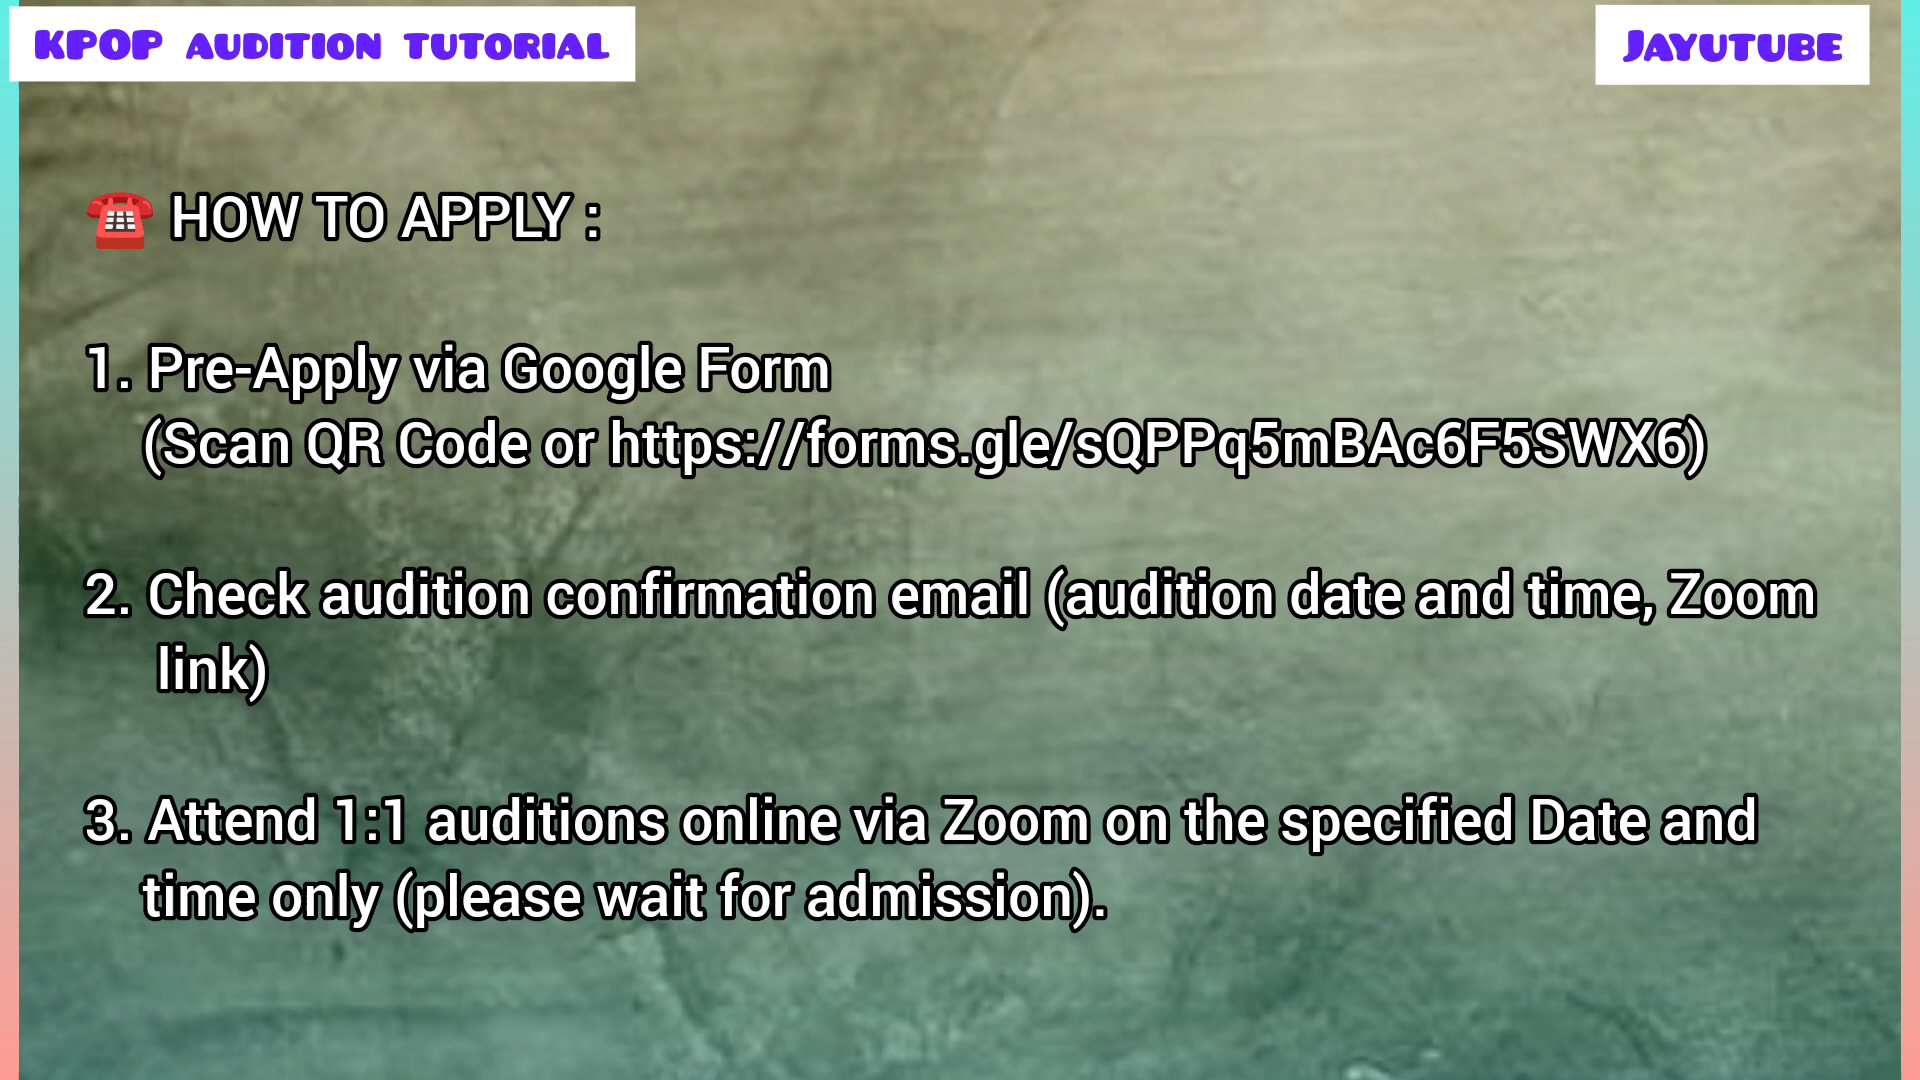 KPOP AUDITION TUTORIAL
JAYUTUBE
☎️ HOW TO APPLY :
1. Pre-Apply via Google Form
(Scan QR Code or https://forms.gle/sQPPq5mBAc6F5SWX6)
2. Check audition confirmation email (audition date and time, Zoom
link)
3. Attend 1:1 auditions online via Zoom on the specified Date and
time only (please wait for admission).